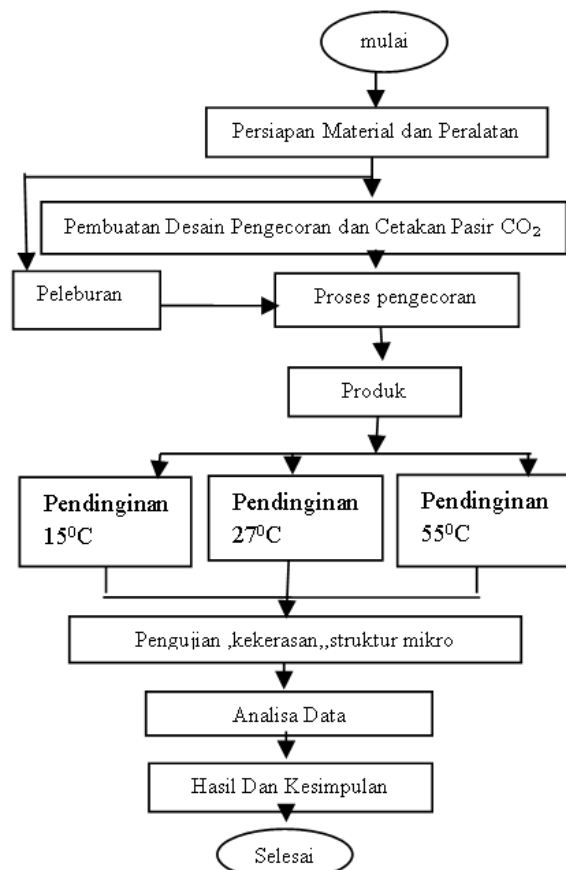 mulai
Persiapan Material dan Peralatan
Pembuatan Desain Pengecoran dan Cetakan Pasir CO₂
Peleburan
Proses pengecoran
Produk
Pendinginan
15⁰C
Pendinginan
27⁰C
Pendinginan
55⁰C
Pengujian ,kekerasan,,struktur mikro
Analisa Data
Hasil Dan Kesimpulan
Selesai